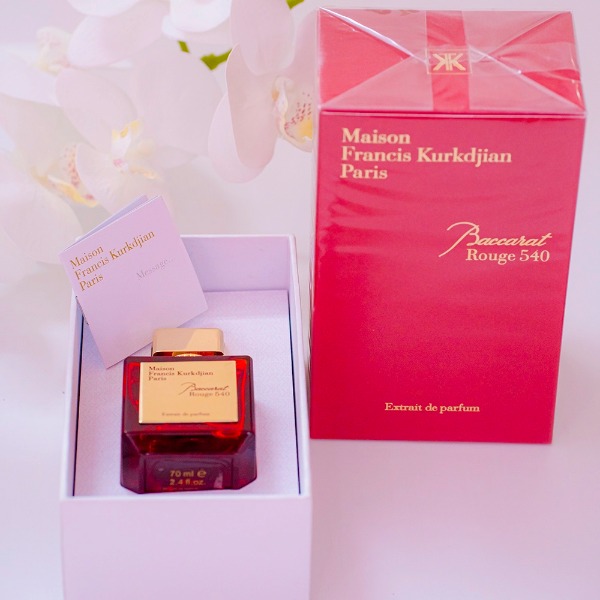 Maison
Francis Kurkdjian
Paris
Baccarat
Rouge 540
Extrait de parfum
Maison
Francis Kurkdjian
Paris
Message
Maison
Francis Kurkdjian
Paris
Baccarat
Rouge 540
Extrait de parfum
70 ml e
2.4 fl.oz.